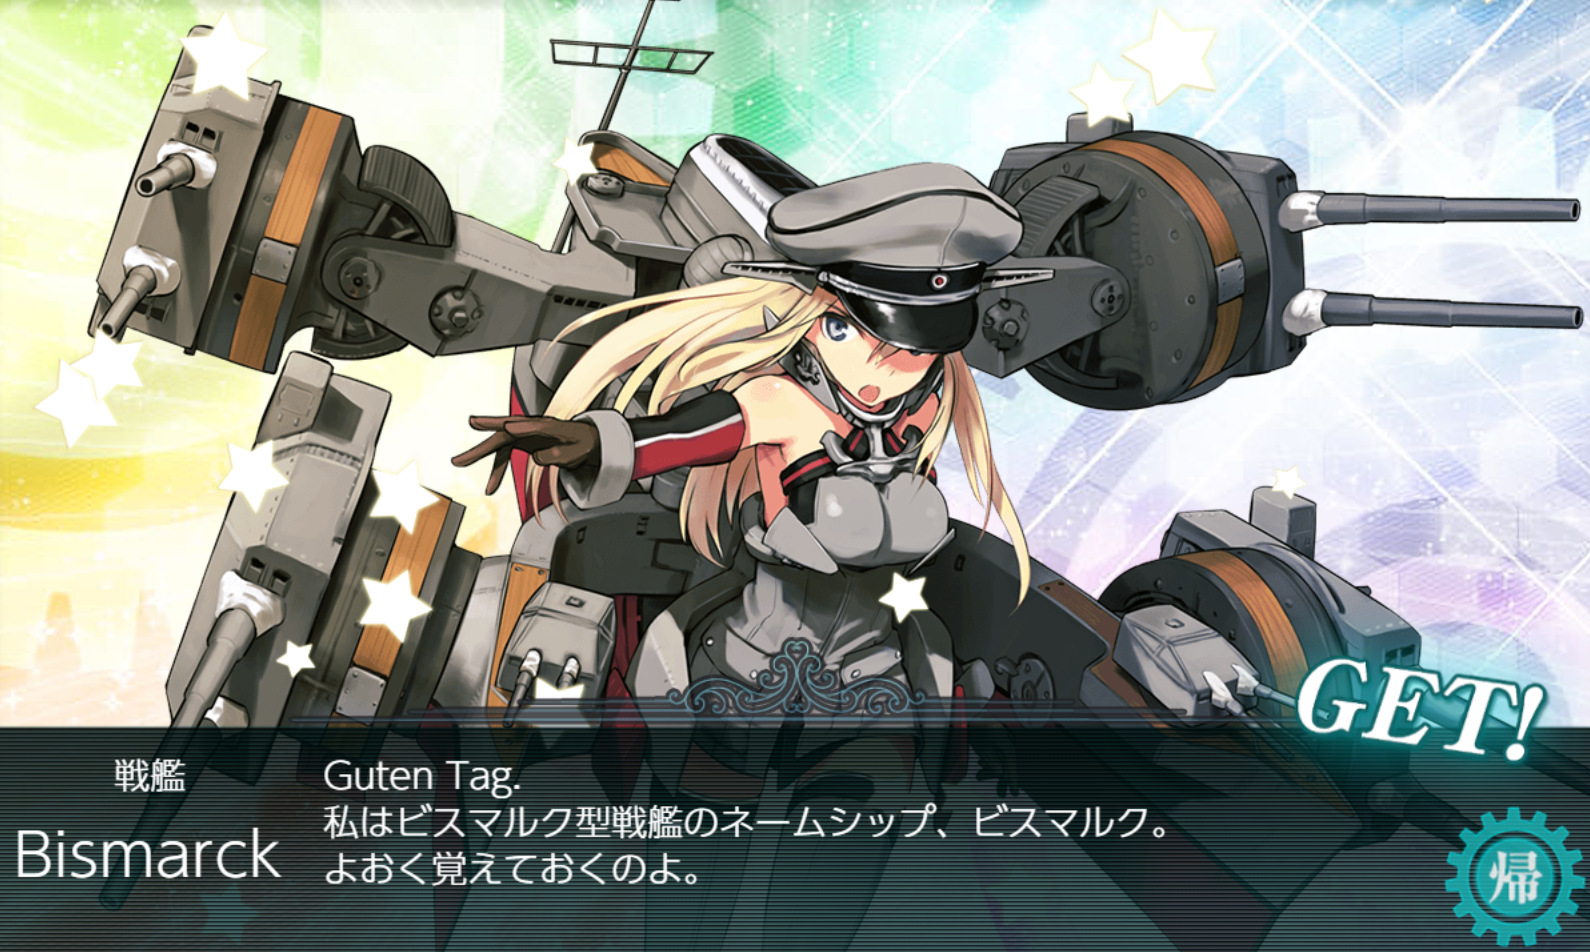 GET!
戦艦
Bismarck
Guten Tag.
私はビスマルク型戦艦のネームシップ、ビスマルク。
よおく覚えておくのよ。
帰